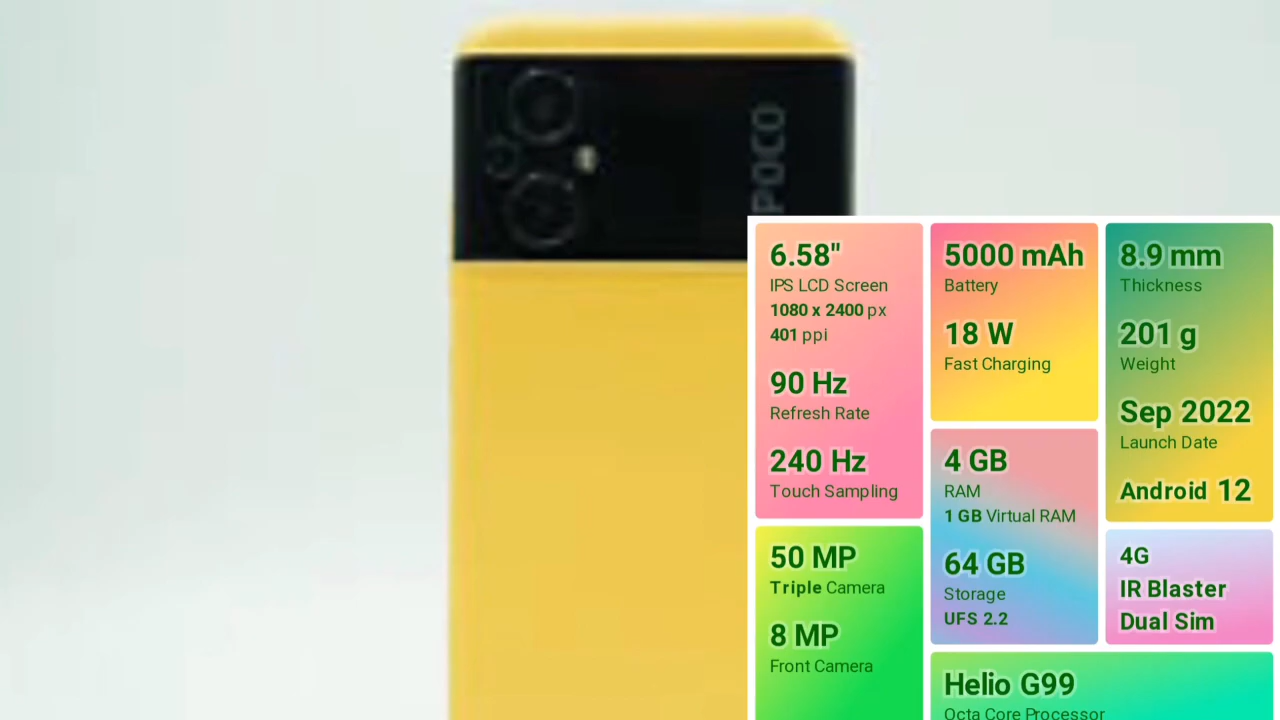 POCO
6.58"
IPS LCD Screen
1080 x 2400 px
401 ppi
90 Hz
Refresh Rate
240 Hz
Touch Sampling
50 MP
Triple Camera
8 MP
Front Camera
5000 mAh
Battery
18 W
Fast Charging
4 GB
RAM
1 GB Virtual RAM
64 GB
Storage
UFS 2.2
8.9 mm
Thickness
201 g
Weight
Sep 2022
Launch Date
Android 12
4G
IR Blaster
Dual Sim
Helio G99
Octa Core Processor